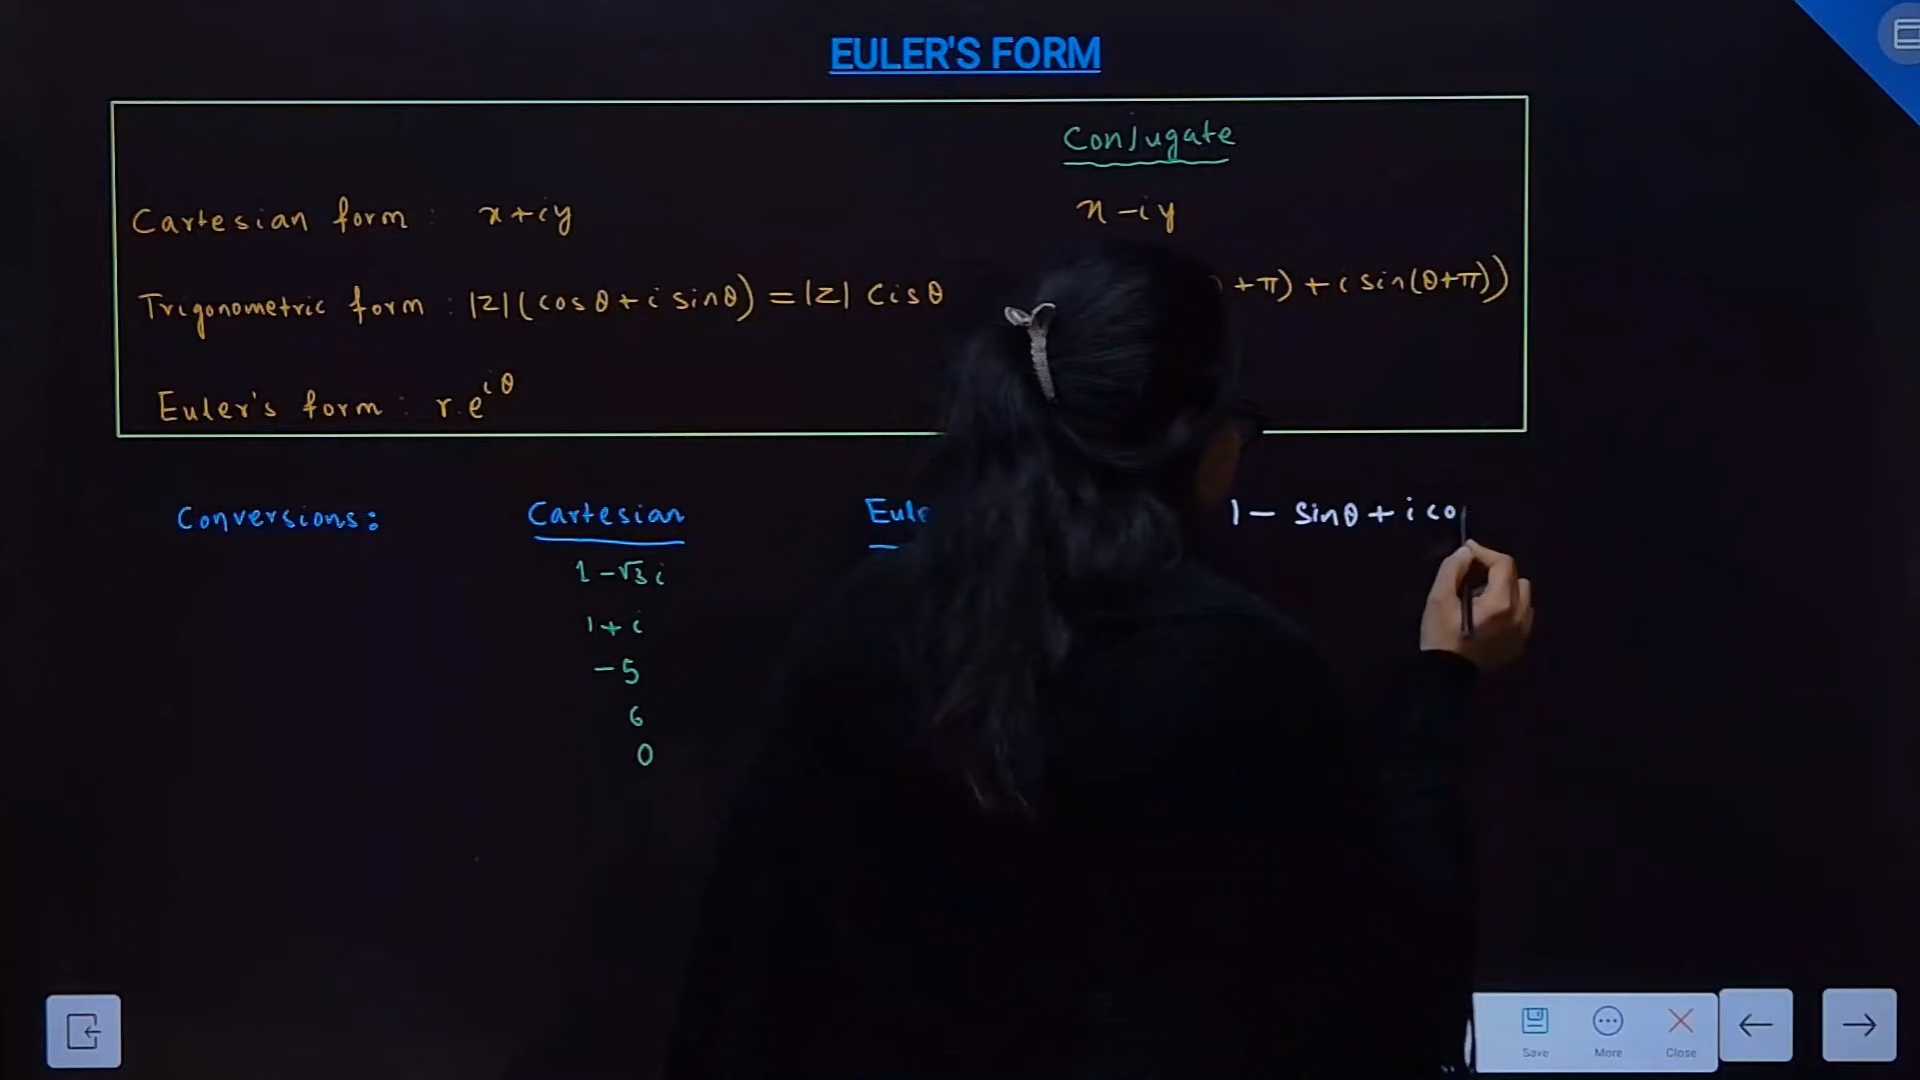 EULER'S FORM
Conjugate
Cartesian form : x+iy x-iy
Trigonometric form : |z|(cosθ+i sinθ) = |z| Cisθ +π) + i sin(θ+π))
Euler's form : r.e^{iθ}
Conversions: Cartesian 1 - sinθ + i co
1-√3 i
1+i
-5
6
0
Save More Close